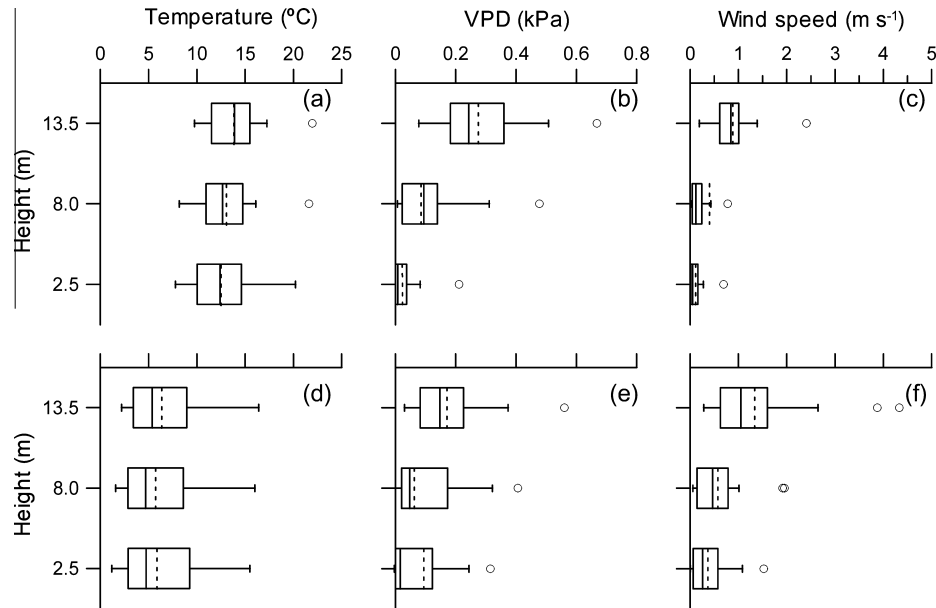 Temperature (ºC) VPD (kPa) Wind speed (m s⁻¹)
0 5 10 15 20 25 0 0.2 0.4 0.6 0.8 0 1 2 3 4 5
(a) (b) (c)
13.5
8.0
2.5
Height (m)
(d) (e) (f)
13.5
8.0
2.5
Height (m)